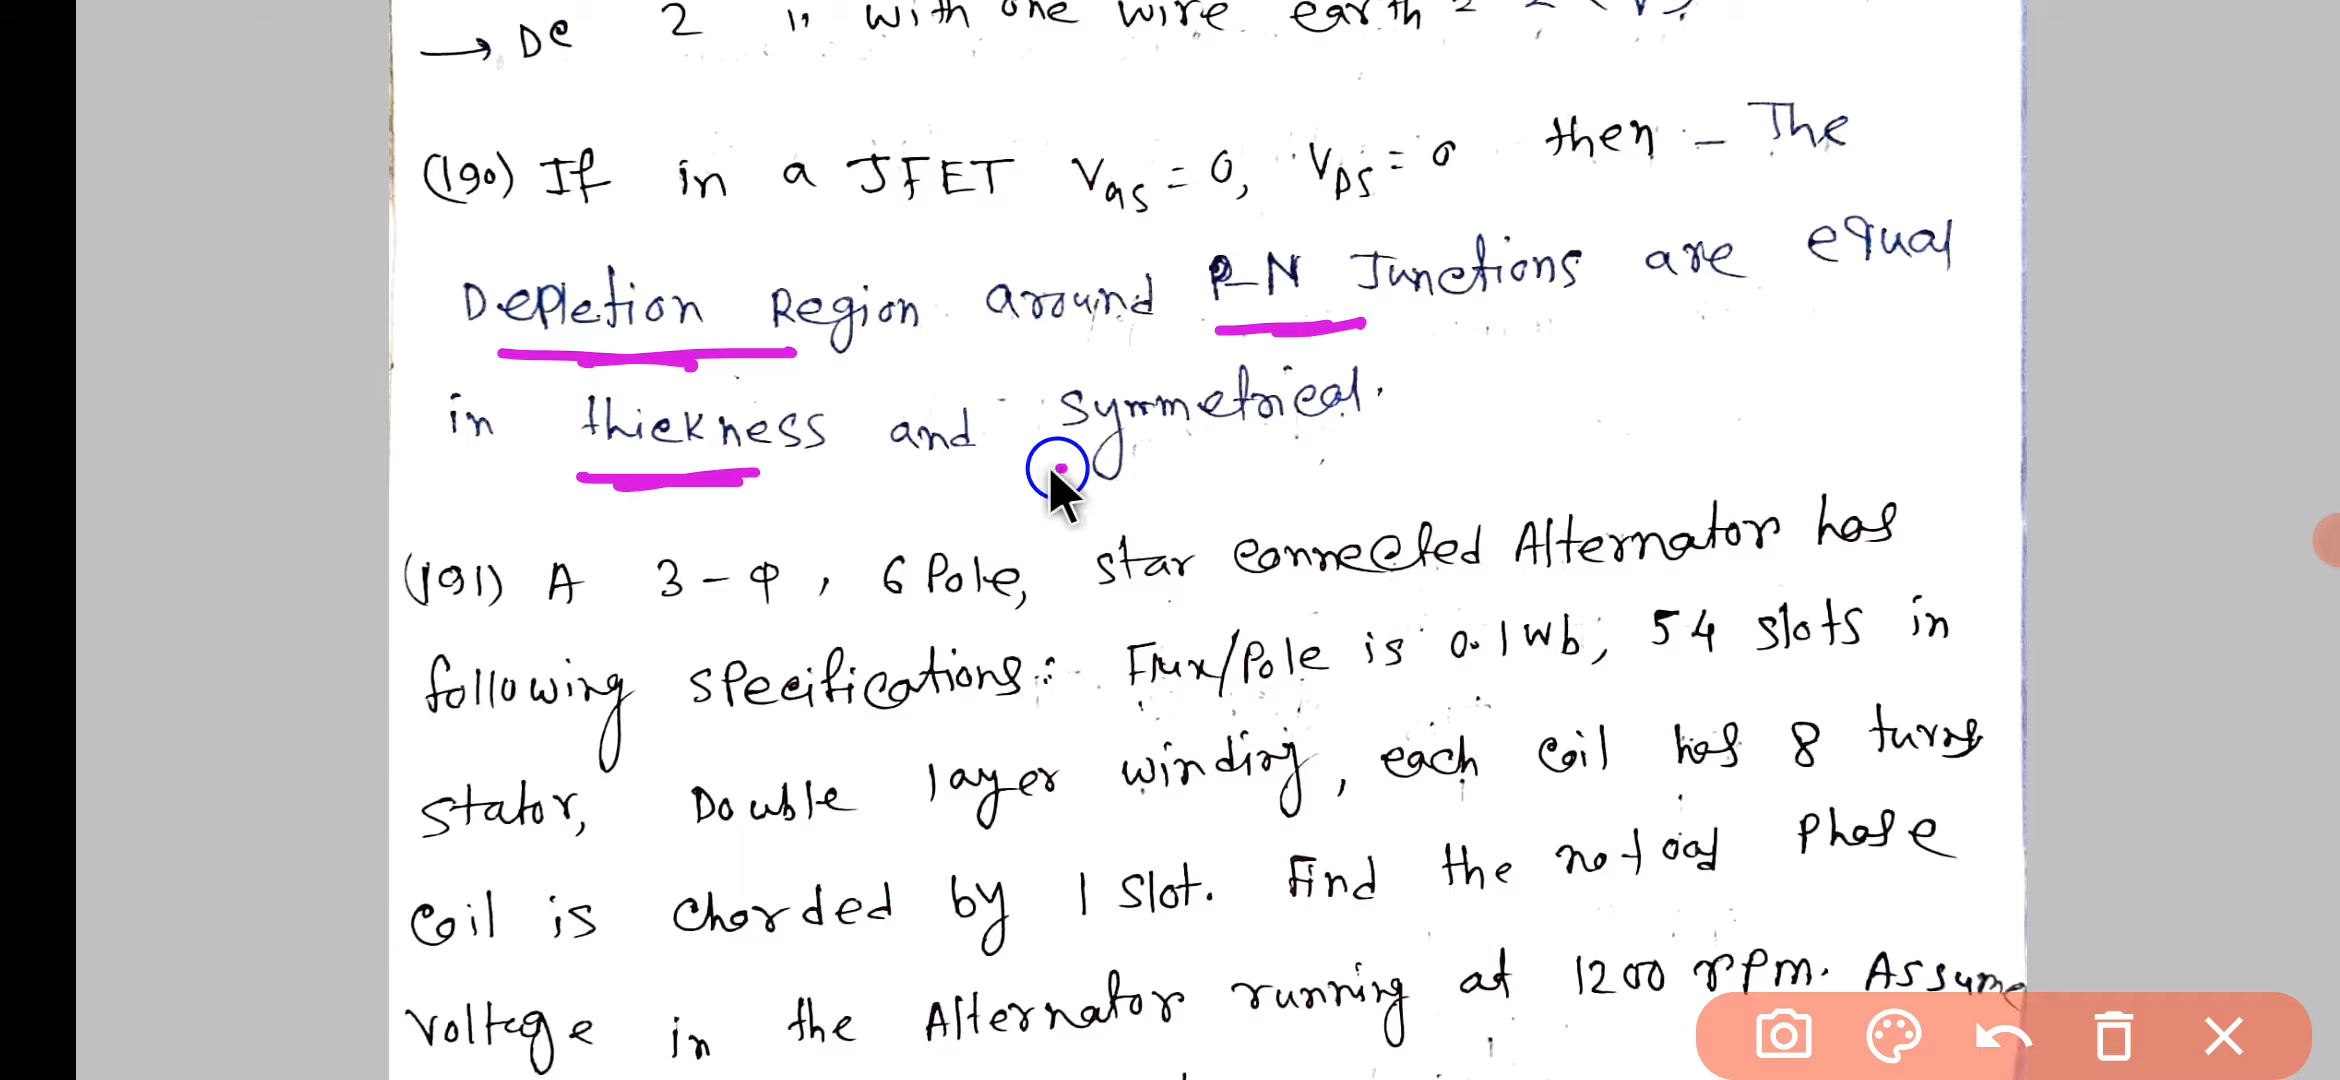 → DC 2 ,, with one wire earth
(190) If in a JFET VGS = 0, VDS = 0 then - The
Depletion Region around P-N Junctions are equal
in thickness and symmetrical.
(191) A 3-φ, 6 Pole, star connected Alternator has
following specifications: Flux/Pole is 0.1 Wb, 54 slots in
stator, Double layer winding, each coil has 8 turns
coil is chorded by 1 slot. Find the no load Phase
Voltage in the Alternator running at 1200 rpm. Assume